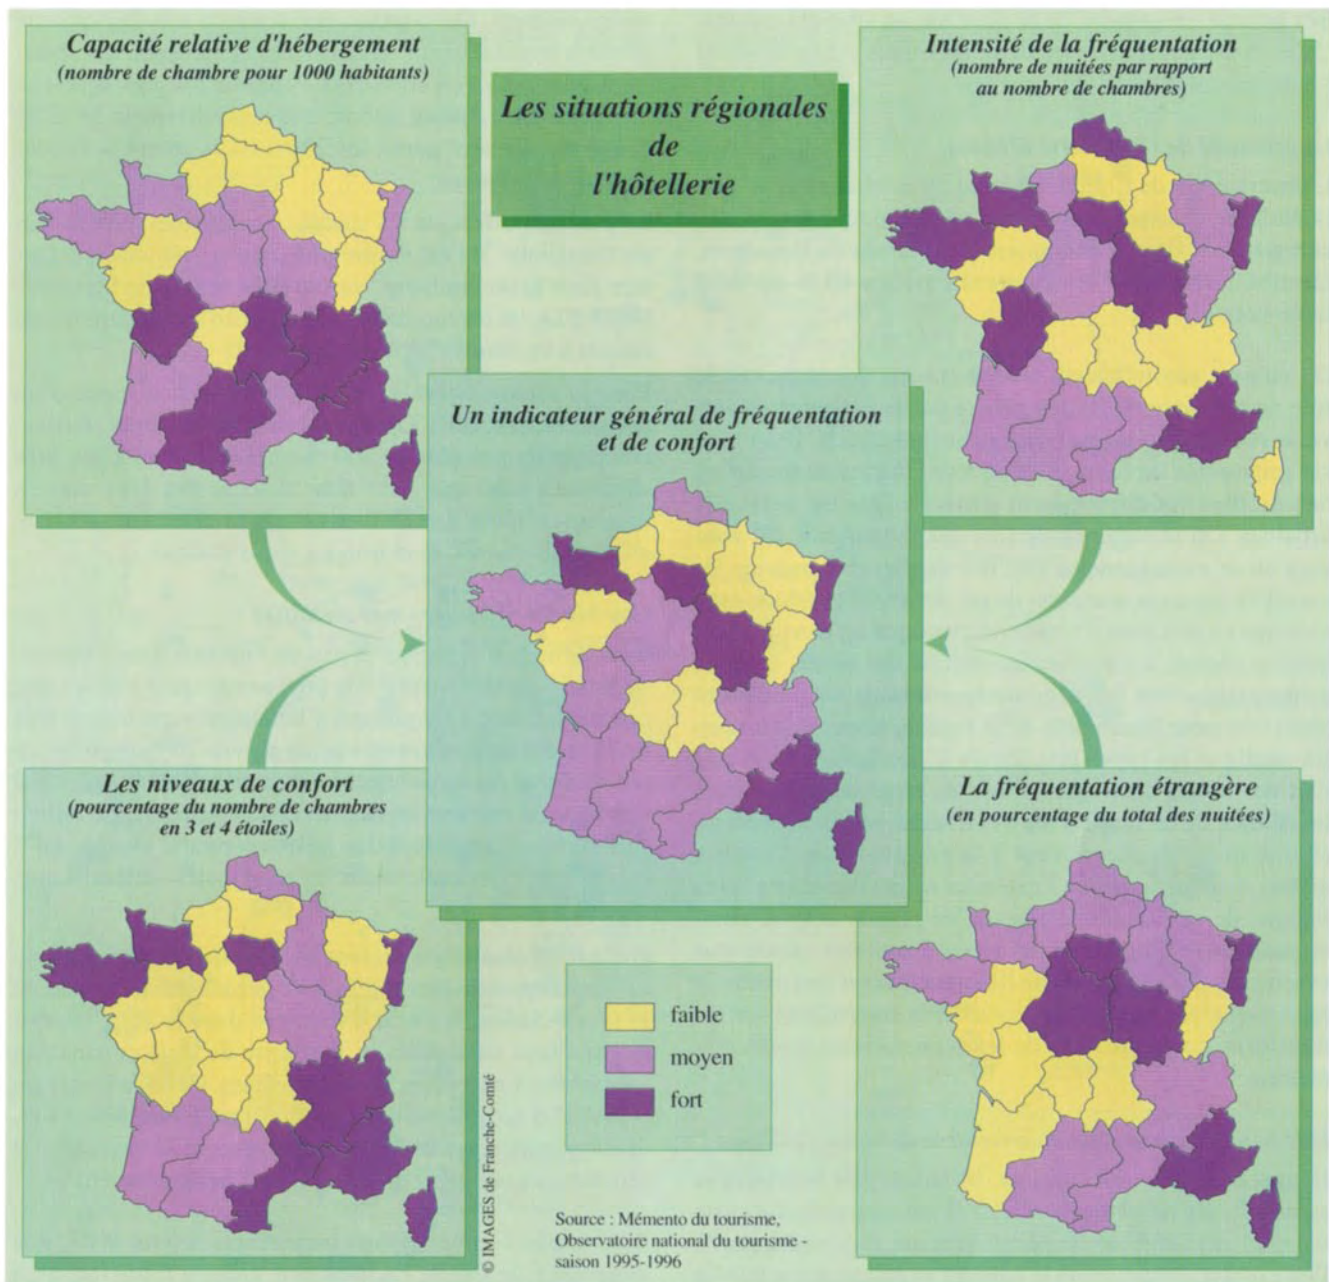 Capacité relative d'hébergement
(nombre de chambre pour 1000 habitants)
Les situations régionales
de
l'hôtellerie
Intensité de la fréquentation
(nombre de nuitées par rapport
au nombre de chambres)
Un indicateur général de fréquentation
et de confort
Les niveaux de confort
(pourcentage du nombre de chambres
en 3 et 4 étoiles)
La fréquentation étrangère
(en pourcentage du total des nuitées)
faible
moyen
fort
© IMAGES de Franche-Comté
Source : Mémento du tourisme,
Observatoire national du tourisme -
saison 1995-1996